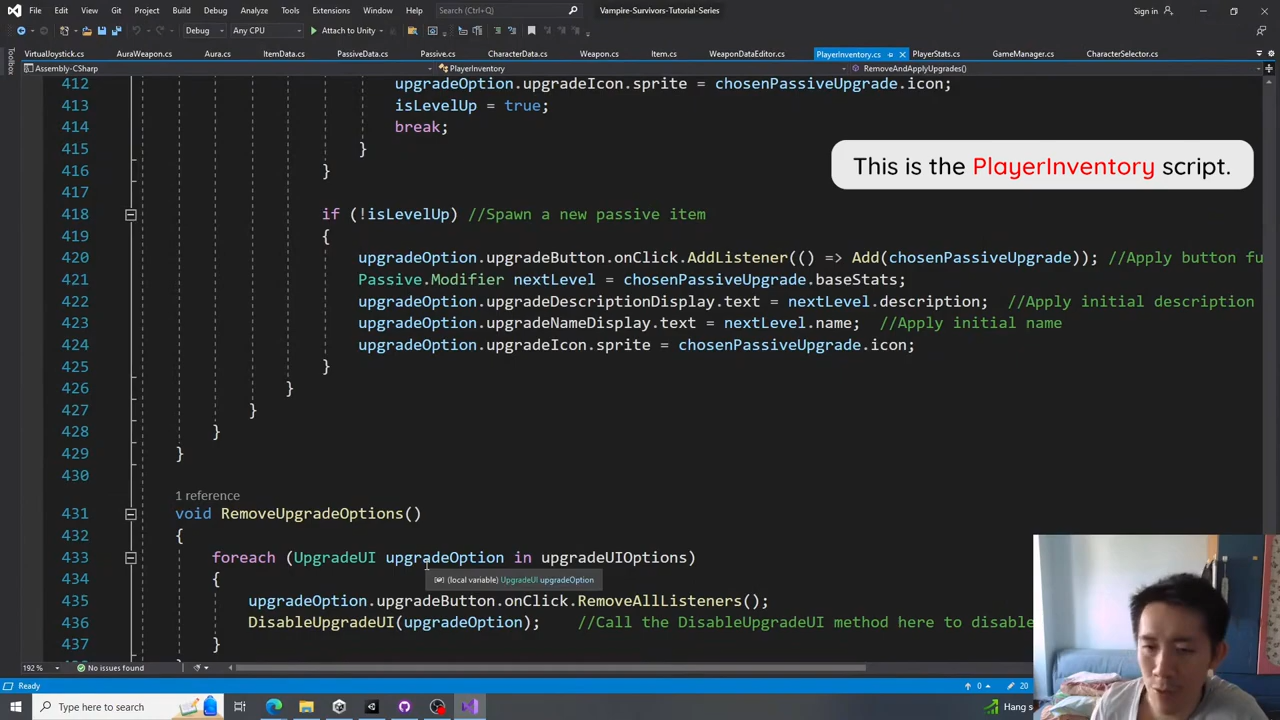 File Edit View Git Project Build Debug Analyze Tools Extensions Window Help Search (Ctrl+Q) Vampire-Survivors-Tutorial-Series Sign in
Debug Any CPU Attach to Unity
VirtualJoystick.cs AuraWeapon.cs Aura.cs ItemData.cs PassiveData.cs Passive.cs CharacterData.cs Weapon.cs Item.cs WeaponDataEditor.cs PlayerInventory.cs PlayerStats.cs GameManager.cs CharacterSelector.cs
Toolbox
Assembly-CSharp PlayerInventory RemoveAndApplyUpgrades()
412 upgradeOption.upgradeIcon.sprite = chosenPassiveUpgrade.icon;
413 isLevelUp = true;
414 break;
415 }
416 }
This is the PlayerInventory script.
417
418 if (!isLevelUp) //Spawn a new passive item
419 {
420 upgradeOption.upgradeButton.onClick.AddListener(() => Add(chosenPassiveUpgrade)); //Apply button fu
421 Passive.Modifier nextLevel = chosenPassiveUpgrade.baseStats;
422 upgradeOption.upgradeDescriptionDisplay.text = nextLevel.description; //Apply initial description
423 upgradeOption.upgradeNameDisplay.text = nextLevel.name; //Apply initial name
424 upgradeOption.upgradeIcon.sprite = chosenPassiveUpgrade.icon;
425 }
426 }
427 }
428 }
429 }
430
1 reference
431 void RemoveUpgradeOptions()
432 {
433 foreach (UpgradeUI upgradeOption in upgradeUIOptions)
434 {
(local variable) UpgradeUI upgradeOption
435 upgradeOption.upgradeButton.onClick.RemoveAllListeners();
436 DisableUpgradeUI(upgradeOption); //Call the DisableUpgradeUI method here to disable
437 }
192 % No issues found
Ready 0 20
Type here to search Hang s